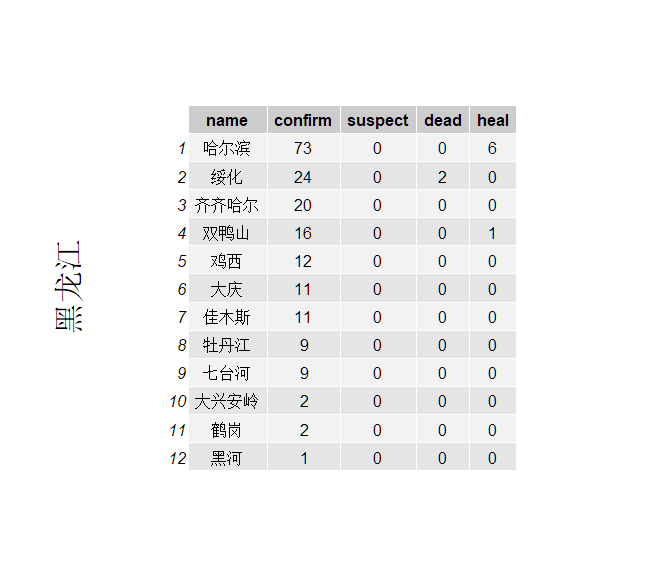 黑龙江
name confirm suspect dead heal
1 哈尔滨 73 0 0 6
2 绥化 24 0 2 0
3 齐齐哈尔 20 0 0 0
4 双鸭山 16 0 0 1
5 鸡西 12 0 0 0
6 大庆 11 0 0 0
7 佳木斯 11 0 0 0
8 牡丹江 9 0 0 0
9 七台河 9 0 0 0
10 大兴安岭 2 0 0 0
11 鹤岗 2 0 0 0
12 黑河 1 0 0 0